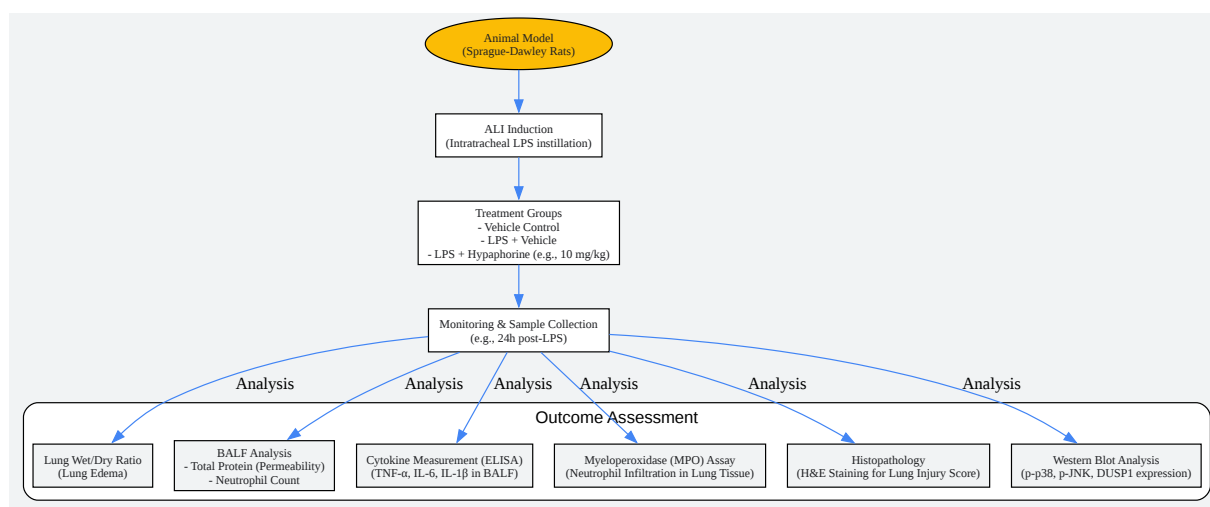 Animal Model
(Sprague-Dawley Rats)
ALI Induction
(Intratracheal LPS instillation)
Treatment Groups
- Vehicle Control
- LPS + Vehicle
- LPS + Hypaphorine (e.g., 10 mg/kg)
Monitoring & Sample Collection
(e.g., 24h post-LPS)
Analysis
Analysis
Analysis
Analysis
Analysis
Analysis
Outcome Assessment
Lung Wet/Dry Ratio
(Lung Edema)
BALF Analysis
- Total Protein (Permeability)
- Neutrophil Count
Cytokine Measurement (ELISA)
(TNF-α, IL-6, IL-1β in BALF)
Myeloperoxidase (MPO) Assay
(Neutrophil Infiltration in Lung Tissue)
Histopathology
(H&E Staining for Lung Injury Score)
Western Blot Analysis
(p-p38, p-JNK, DUSP1 expression)